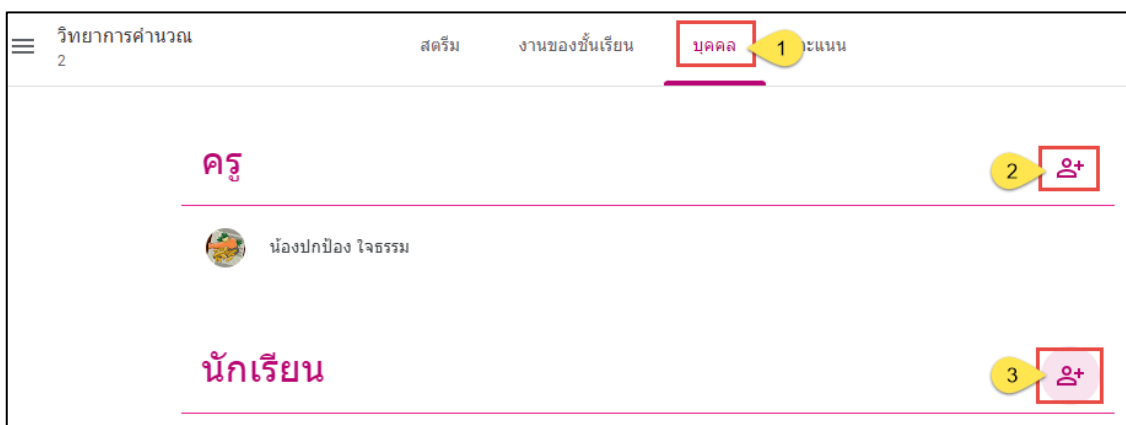 วิทยาการคำนวณ
2
สตรีม งานของชั้นเรียน บุคคล 1 ะแนน
ครู 2
น้องปกป้อง ใจธรรม
นักเรียน 3